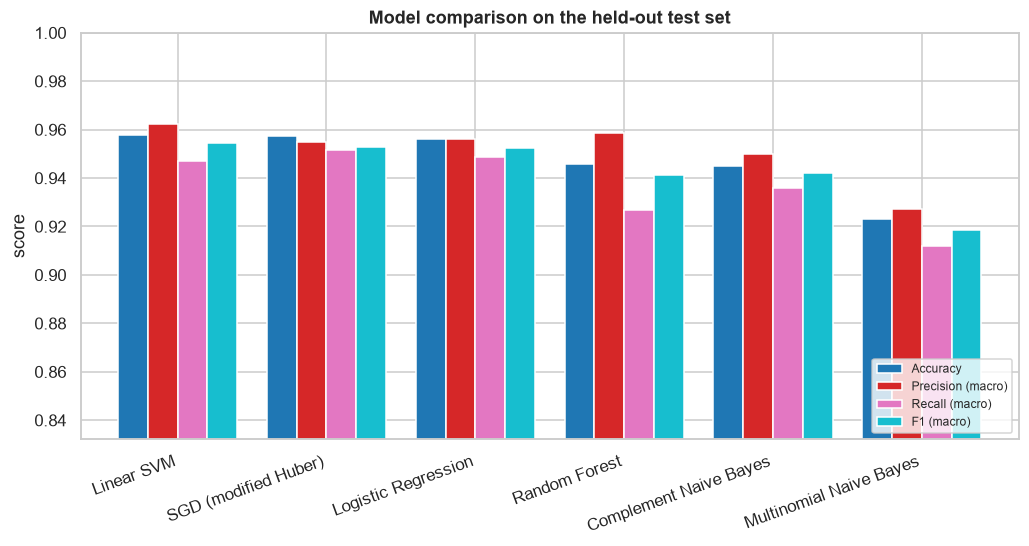 Model comparison on the held-out test set
1.00
0.98
0.96
0.94
0.92
0.90
0.88
0.86
0.84
score
Accuracy
Precision (macro)
Recall (macro)
F1 (macro)
Linear SVM
SGD (modified Huber)
Logistic Regression
Random Forest
Complement Naive Bayes
Multinomial Naive Bayes